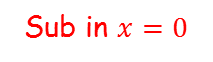 Sub in x = 0